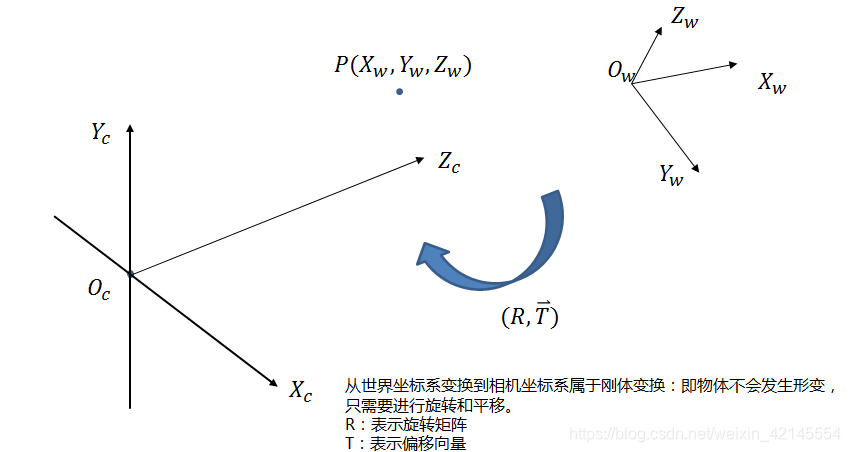 Z_w
P(X_w, Y_w, Z_w)
O_w
X_w
Y_c
Z_c
Y_w
O_c
(R, T⃗)
X_c
从世界坐标系变换到相机坐标系属于刚体变换：即物体不会发生形变，
只需要进行旋转和平移。
R：表示旋转矩阵
T：表示偏移向量
https://blog.csdn.net/weixin_42145554